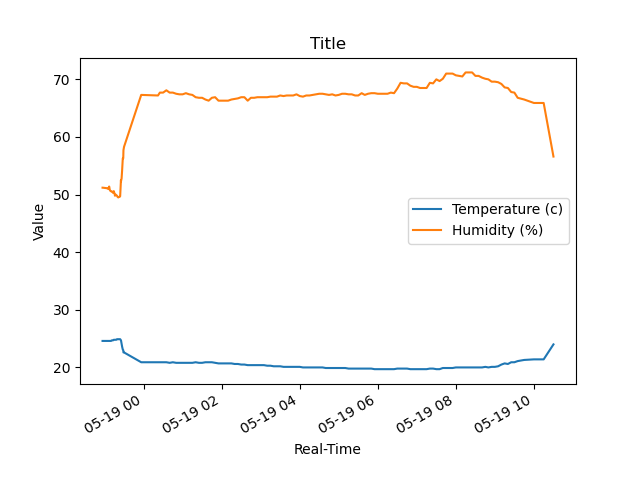 Title
70
60
50
40
30
20
Value
Temperature (c)
Humidity (%)
05-19 00
05-19 02
05-19 04
05-19 06
05-19 08
05-19 10
Real-Time